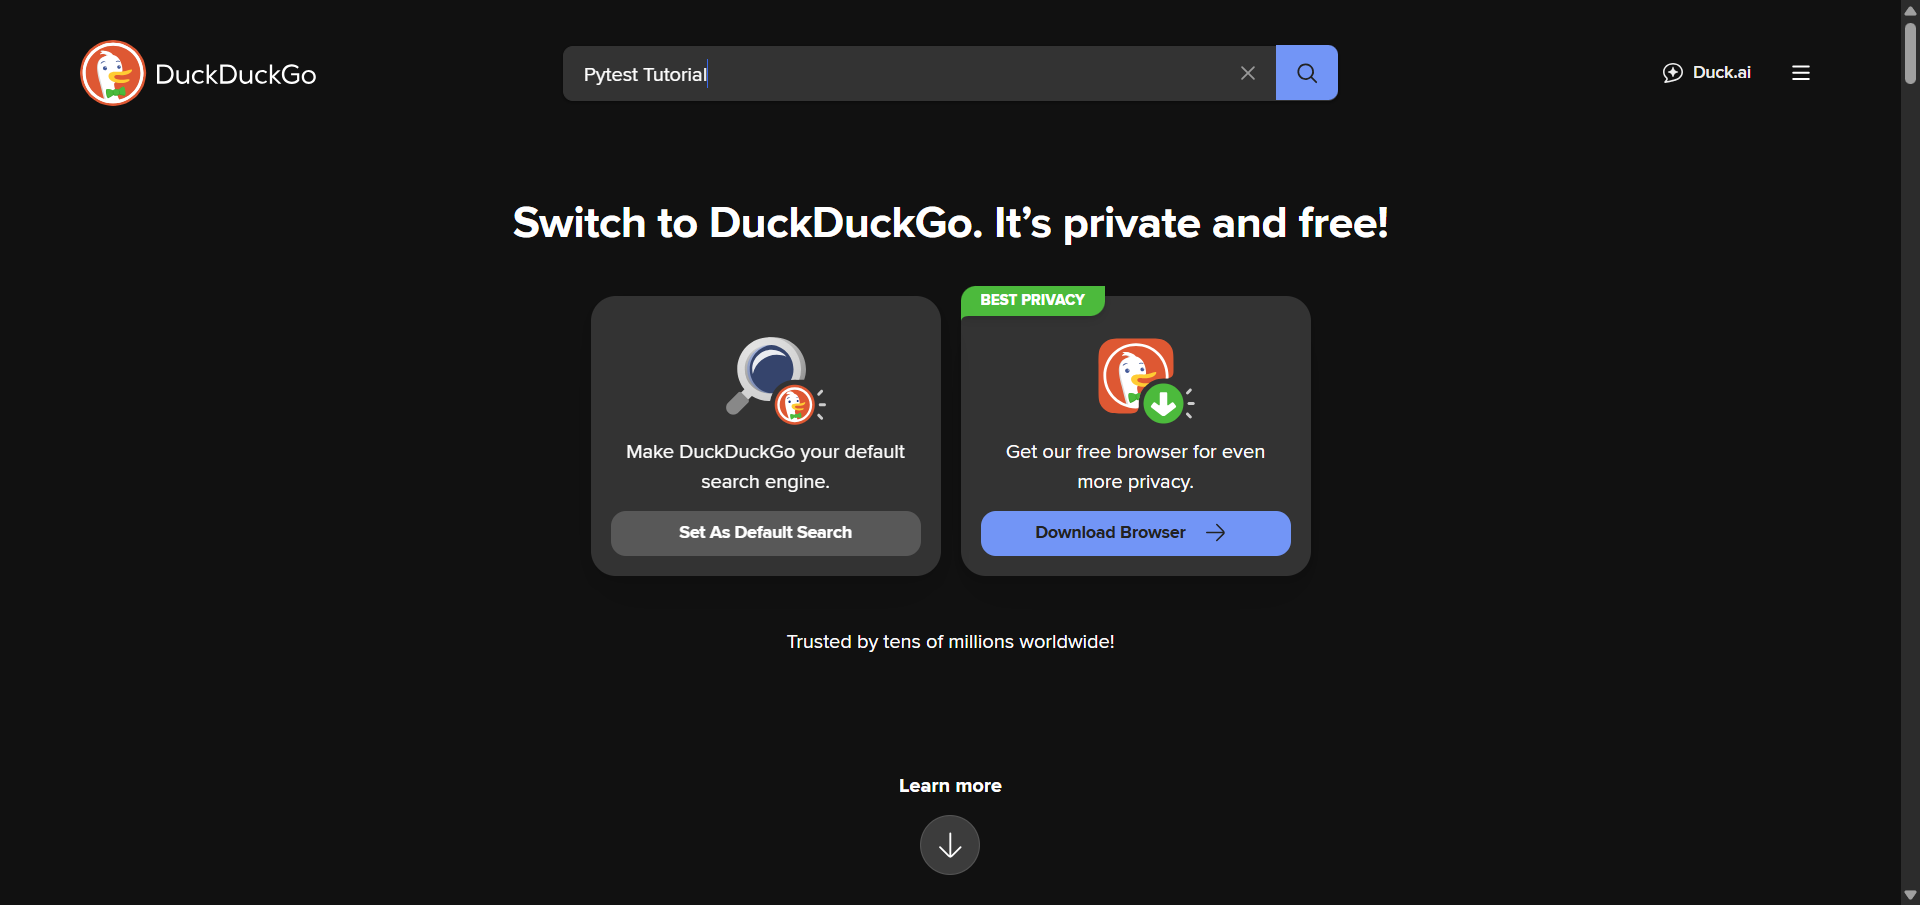 DuckDuckGo
Pytest Tutorial
Duck.ai
Switch to DuckDuckGo. It’s private and free!
Make DuckDuckGo your default
search engine.
Set As Default Search
BEST PRIVACY
Get our free browser for even
more privacy.
Download Browser
Trusted by tens of millions worldwide!
Learn more